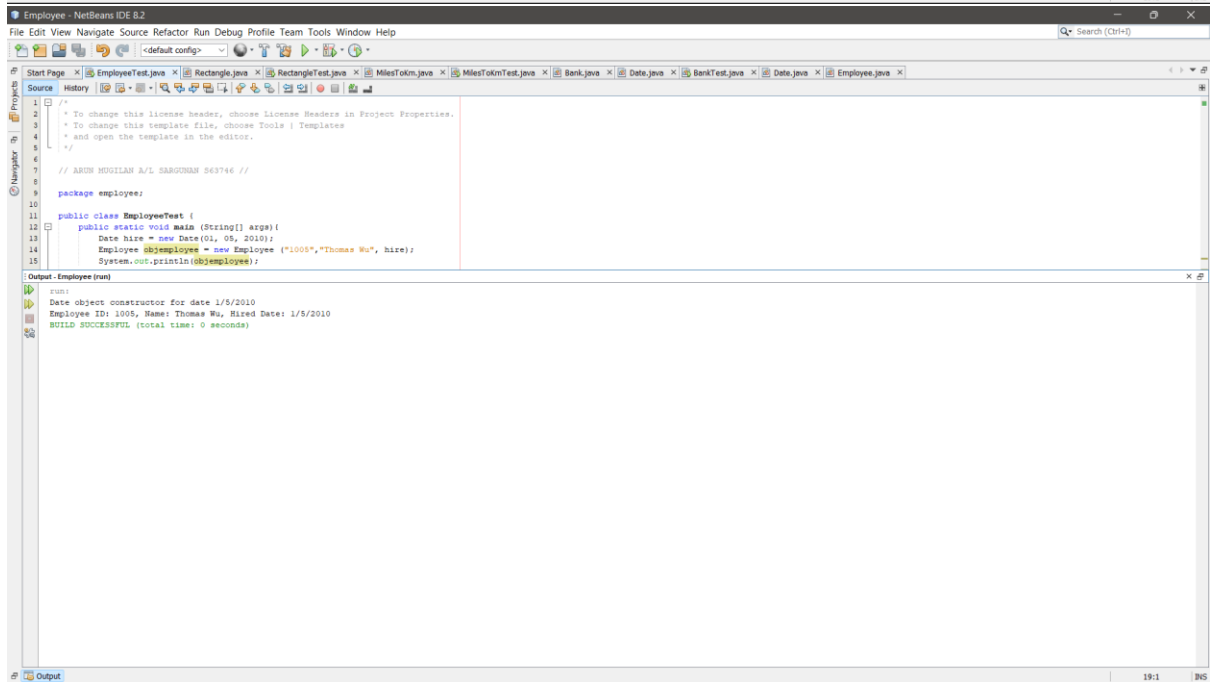 Employee - NetBeans IDE 8.2
File Edit View Navigate Source Refactor Run Debug Profile Team Tools Window Help
Search (Ctrl+I)
<default config>
Start Page EmployeeTest.java Rectangle.java RectangleTest.java MilesToKm.java MilesToKmTest.java Bank.java Date.java BankTest.java Date.java Employee.java
Projects
Navigator
Source History
1 /*
2 * To change this license header, choose License Headers in Project Properties.
3 * To change this template file, choose Tools | Templates
4 * and open the template in the editor.
5 */
6
7 // ARUN MUGILAN A/L SARGUNAN S63746 //
8
9 package employee;
10
11 public class EmployeeTest {
12 public static void main (String[] args){
13 Date hire = new Date(01, 05, 2010);
14 Employee objemployee = new Employee ("1005","Thomas Wu", hire);
15 System.out.println(objemployee);
Output - Employee (run)
run:
Date object constructor for date 1/5/2010
Employee ID: 1005, Name: Thomas Wu, Hired Date: 1/5/2010
BUILD SUCCESSFUL (total time: 0 seconds)
Output
19:1 INS